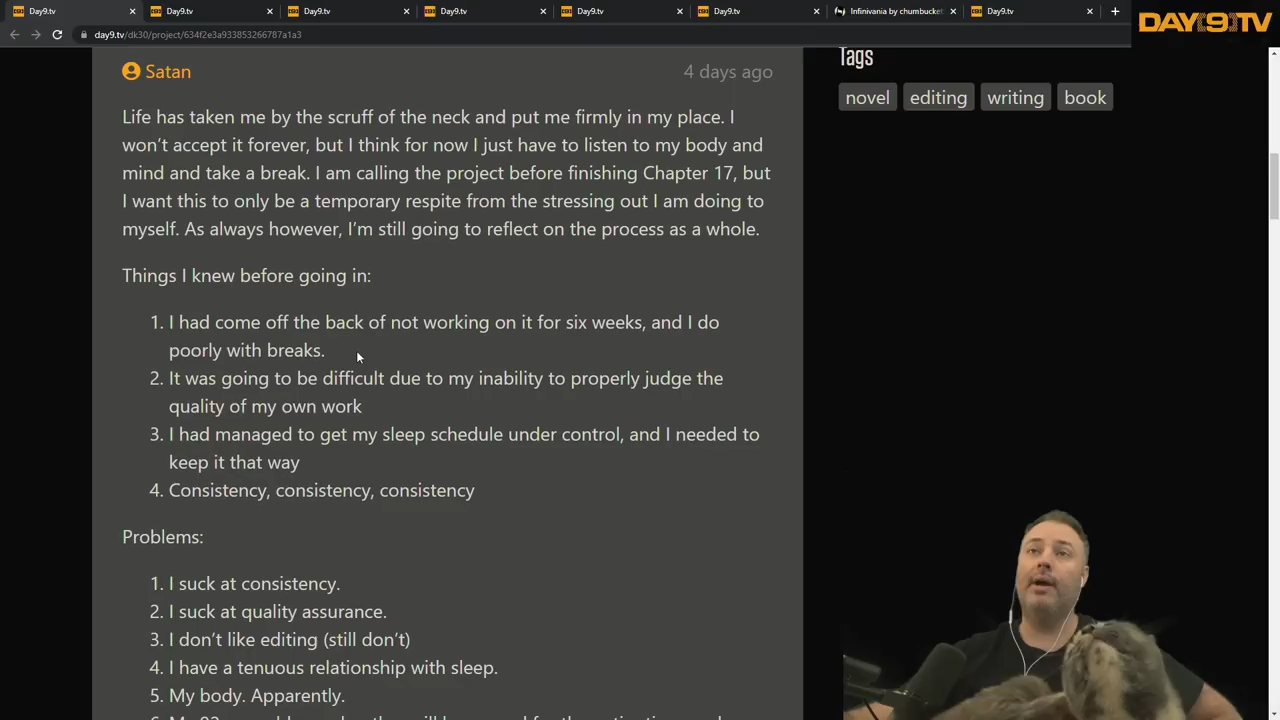 Day9.tv
Day9.tv
Day9.tv
Day9.tv
Day9.tv
Day9.tv
Infinivania by chumbucket
Day9.tv
DAY9TV
day9.tv/dk30/project/634f2e3a933853266787a1a3
Satan
4 days ago
Tags
novel
editing
writing
book
Life has taken me by the scruff of the neck and put me firmly in my place. I
won’t accept it forever, but I think for now I just have to listen to my body and
mind and take a break. I am calling the project before finishing Chapter 17, but
I want this to only be a temporary respite from the stressing out I am doing to
myself. As always however, I’m still going to reflect on the process as a whole.
Things I knew before going in:
1. I had come off the back of not working on it for six weeks, and I do
poorly with breaks.
2. It was going to be difficult due to my inability to properly judge the
quality of my own work
3. I had managed to get my sleep schedule under control, and I needed to
keep it that way
4. Consistency, consistency, consistency
Problems:
1. I suck at consistency.
2. I suck at quality assurance.
3. I don’t like editing (still don’t)
4. I have a tenuous relationship with sleep.
5. My body. Apparently.